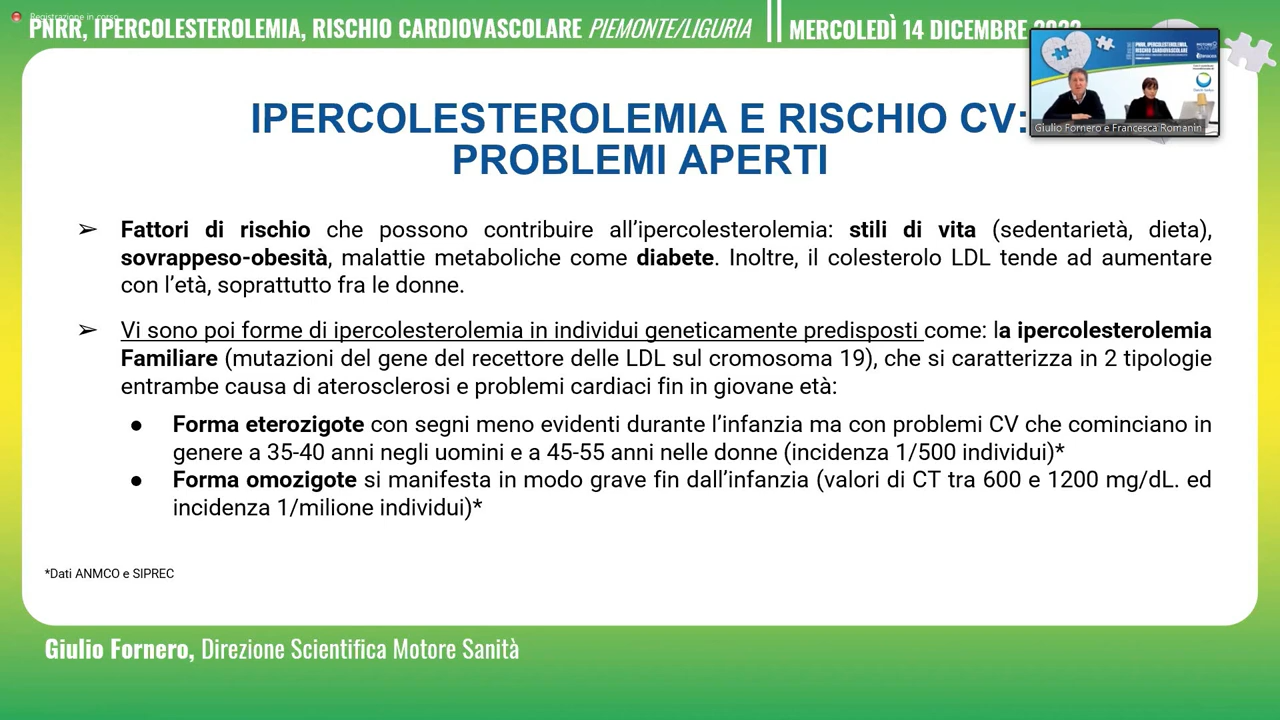 Registrazione in corso
PNRR, IPERCOLESTEROLEMIA, RISCHIO CARDIOVASCOLARE PIEMONTE/LIGURIA MERCOLEDÌ 14 DICEMBRE 2022
PNRR, IPERCOLESTEROLEMIA,
RISCHIO CARDIOVASCOLARE
Giulio Fornero e Francesca Romanin
IPERCOLESTEROLEMIA E RISCHIO CV:
PROBLEMI APERTI
➢ Fattori di rischio che possono contribuire all’ipercolesterolemia: stili di vita (sedentarietà, dieta),
sovrappeso-obesità, malattie metaboliche come diabete. Inoltre, il colesterolo LDL tende ad aumentare
con l’età, soprattutto fra le donne.
➢ Vi sono poi forme di ipercolesterolemia in individui geneticamente predisposti come: la ipercolesterolemia
Familiare (mutazioni del gene del recettore delle LDL sul cromosoma 19), che si caratterizza in 2 tipologie
entrambe causa di aterosclerosi e problemi cardiaci fin in giovane età:
● Forma eterozigote con segni meno evidenti durante l’infanzia ma con problemi CV che cominciano in
genere a 35-40 anni negli uomini e a 45-55 anni nelle donne (incidenza 1/500 individui)*
● Forma omozigote si manifesta in modo grave fin dall’infanzia (valori di CT tra 600 e 1200 mg/dL. ed
incidenza 1/milione individui)*
*Dati ANMCO e SIPREC
Giulio Fornero, Direzione Scientifica Motore Sanità